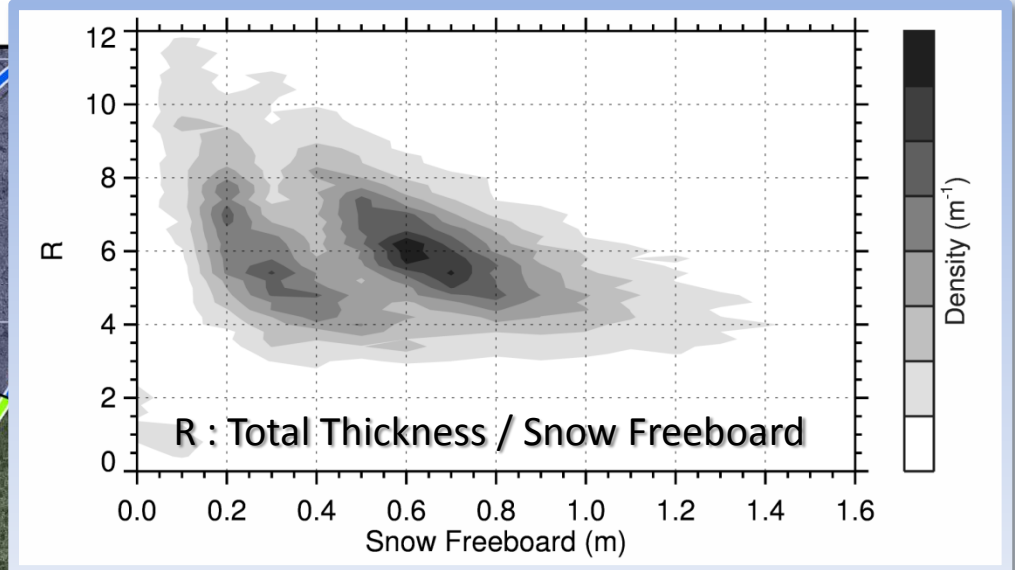 12
10
8
6
4
2
0
R
R : Total Thickness / Snow Freeboard
0.0 0.2 0.4 0.6 0.8 1.0 1.2 1.4 1.6
Snow Freeboard (m)
Density (m⁻¹)